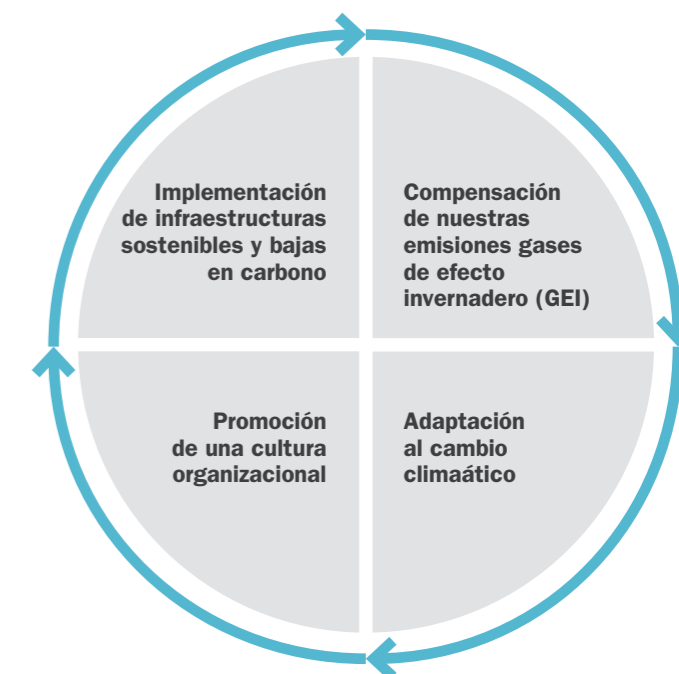 Implementación
de infraestructuras
sostenibles y bajas
en carbono
Compensación
de nuestras
emisiones gases
de efecto
invernadero (GEI)
Promoción
de una cultura
organizacional
Adaptación
al cambio
climaático